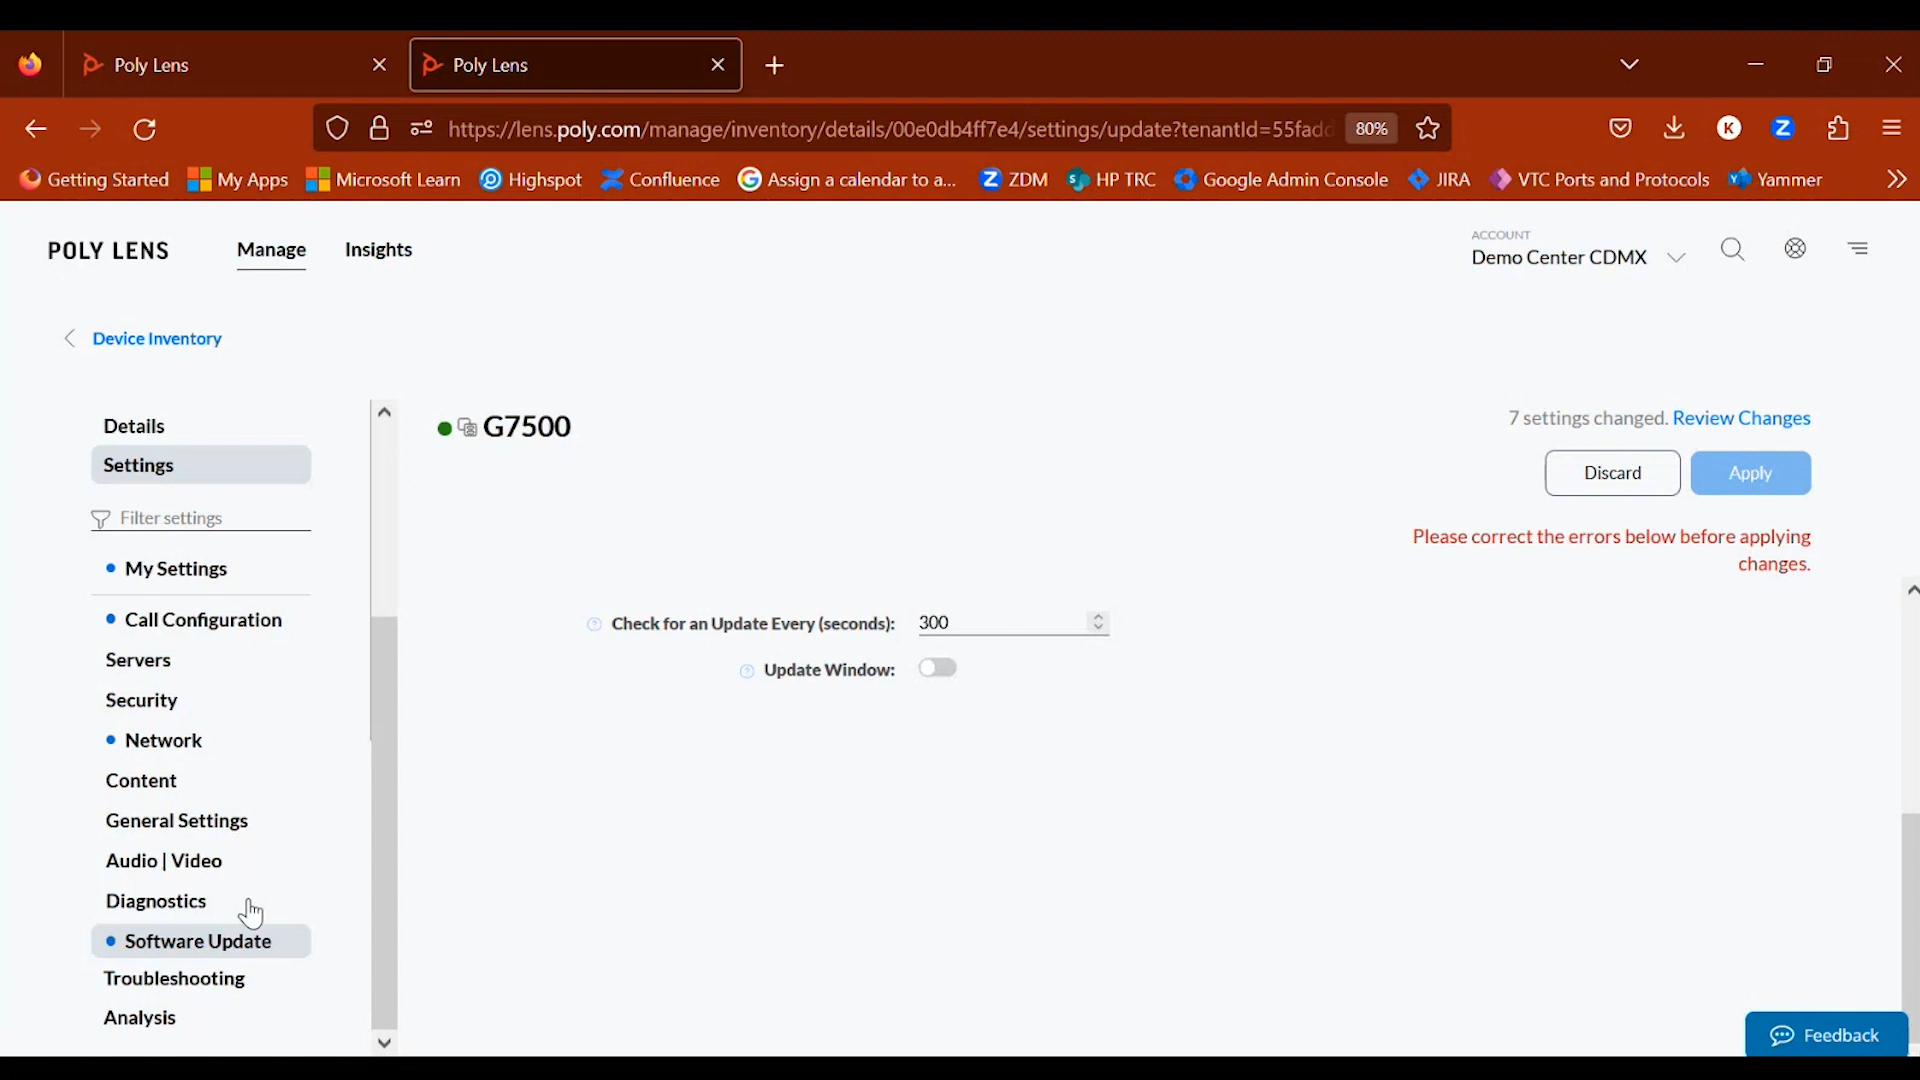 Poly Lens
Poly Lens
https://lens.poly.com/manage/inventory/details/00e0db4ff7e4/settings/update?tenantId=55fadd
80%
K
Z
Getting Started
My Apps
Microsoft Learn
Highspot
Confluence
Assign a calendar to a...
ZDM
HP TRC
Google Admin Console
JIRA
VTC Ports and Protocols
Yammer
POLY LENS
Manage
Insights
ACCOUNT
Demo Center CDMX
Device Inventory
Details
Settings
Filter settings
My Settings
Call Configuration
Servers
Security
Network
Content
General Settings
Audio | Video
Diagnostics
Software Update
Troubleshooting
Analysis
G7500
7 settings changed. Review Changes
Discard
Apply
Please correct the errors below before applying
changes.
Check for an Update Every (seconds): 300
Update Window:
Feedback